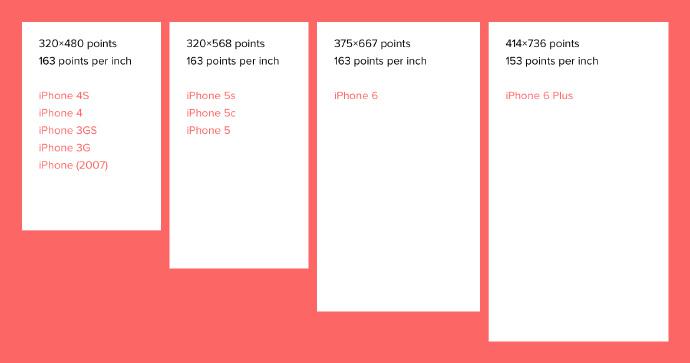 320×480 points
163 points per inch
iPhone 4S
iPhone 4
iPhone 3GS
iPhone 3G
iPhone (2007)
320×568 points
163 points per inch
iPhone 5s
iPhone 5c
iPhone 5
375×667 points
163 points per inch
iPhone 6
414×736 points
153 points per inch
iPhone 6 Plus